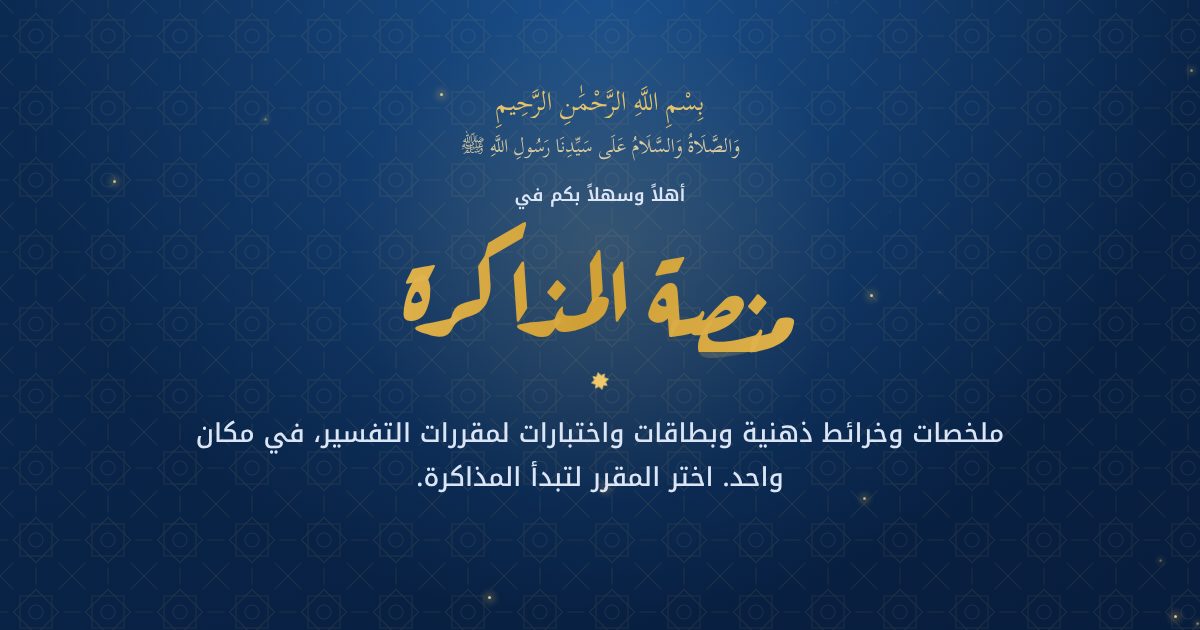 بِسْمِ اللَّهِ الرَّحْمَٰنِ الرَّحِيمِ
وَالصَّلَاةُ وَالسَّلَامُ عَلَى سَيِّدِنَا رَسُولِ اللَّهِ ﷺ
أهلاً وسهلاً بكم في
منصة المذاكرة
ملخصات وخرائط ذهنية وبطاقات واختبارات لمقررات التفسير، في مكان
واحد. اختر المقرر لتبدأ المذاكرة.